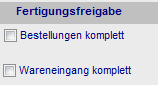 Fertigungsfreigabe
Bestellungen komplett
Wareneingang komplett